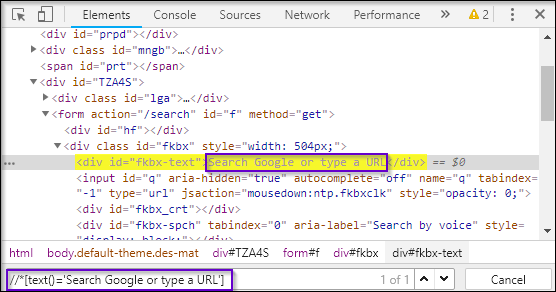 Elements Console Sources Network Performance » 2
<div id="prpd"></div>
<div class id="mngb">…</div>
<span id="prt"></span>
<div id="TZA4S">
<div class id="lga">…</div>
<form action="/search" id="f" method="get">
<div id="hf"></div>
<div class id="fkbx" style="width: 504px;">
… <div id="fkbx-text">Search Google or type a URL</div> == $0
<input id="q" aria-hidden="true" autocomplete="off" name="q" tabindex=
"-1" type="url" jsaction="mousedown:ntp.fkbxclk" style="opacity: 0;">
<div id="fkbx_crt"></div>
<div id="fkbx-spch" tabindex="0" aria-label="Search by voice" style=
"display: block;"></div>
html body.default-theme.des-mat div#TZA4S form#f div#fkbx div#fkbx-text
//*[text()='Search Google or type a URL'] 1 of 1 Cancel